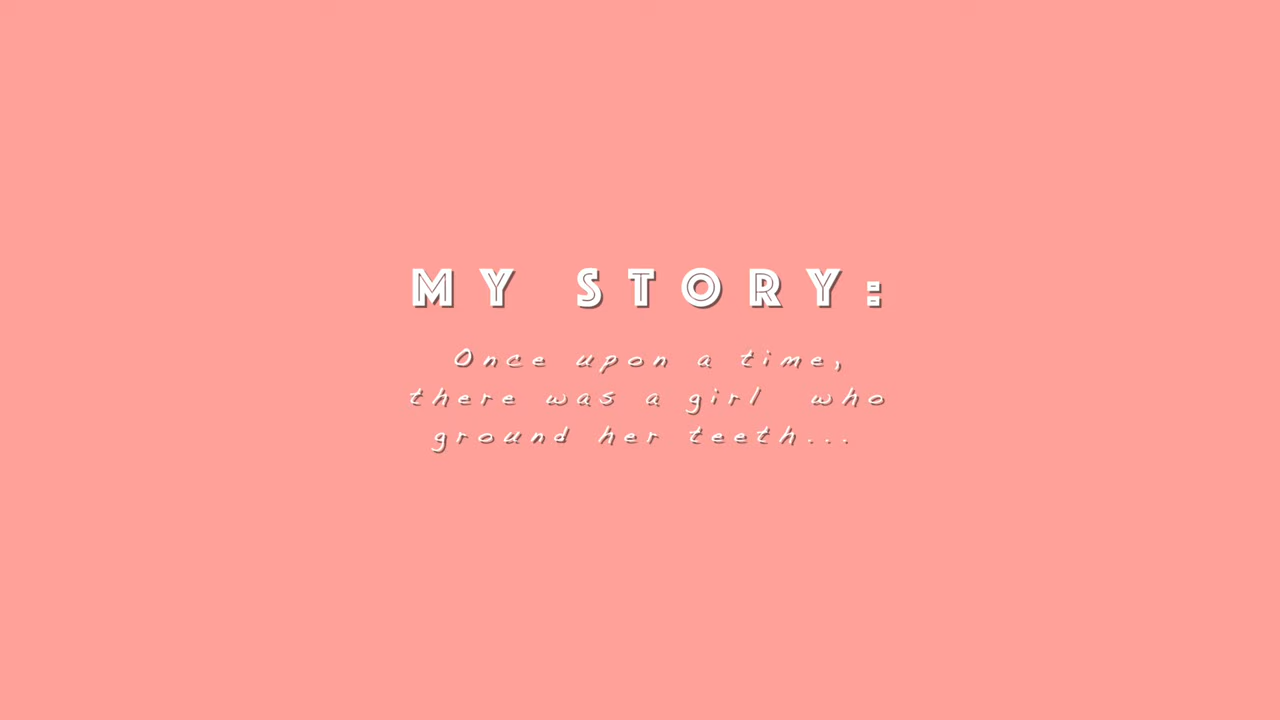 MY STORY:
Once upon a time,
there was a girl who
ground her teeth...